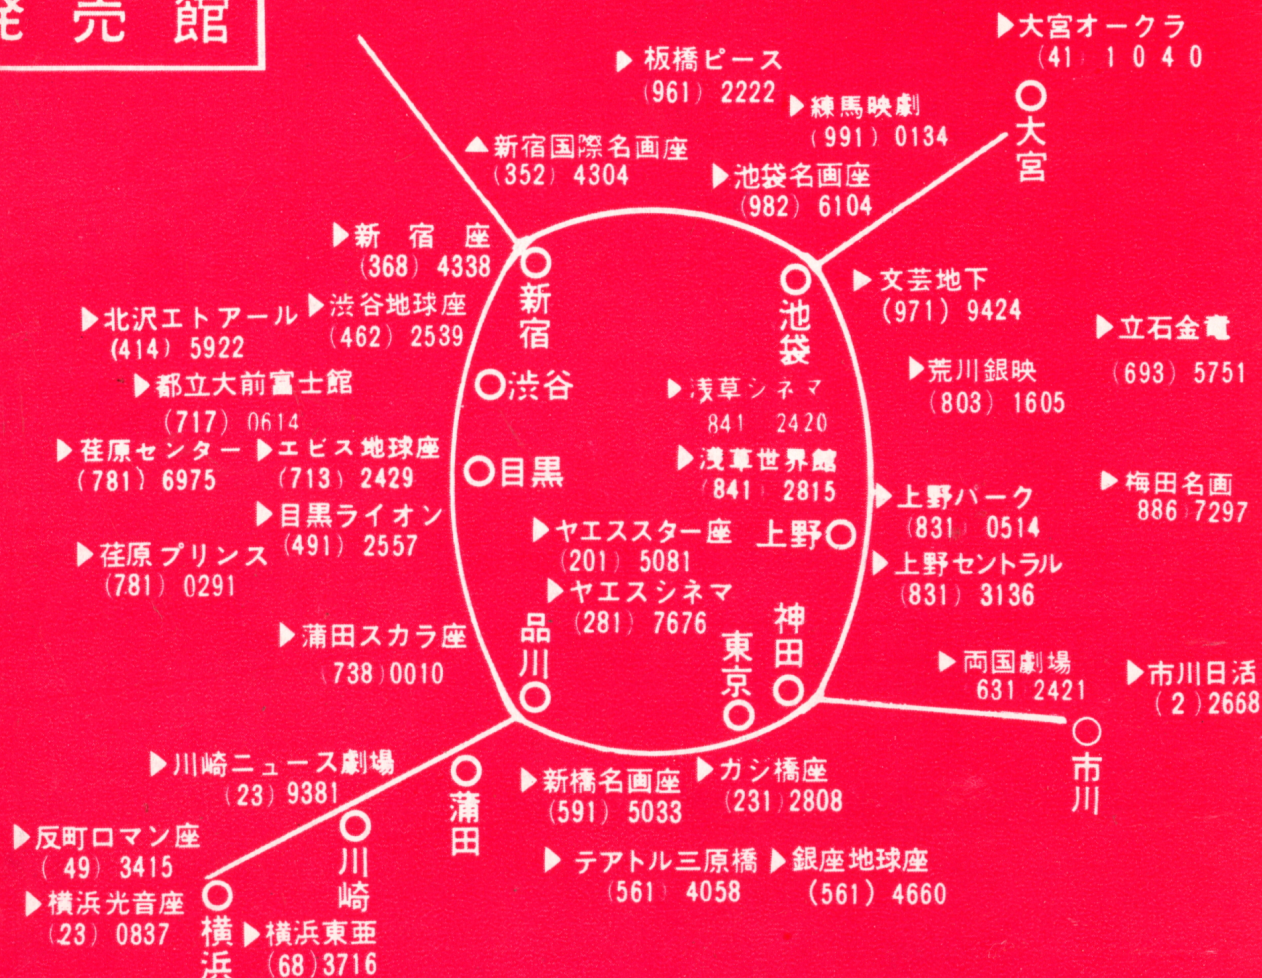 発売館
▶大宮オークラ
(41) 1040
大宮
▶板橋ピース
(961) 2222
▶練馬映劇
(991) 0134
▲新宿国際名画座
(352) 4304
▶池袋名画座
(982) 6104
▶新宿座
(368) 4338
新宿
池袋
▶文芸地下
(971) 9424
▶北沢エトアール
(414) 5922
▶渋谷地球座
(462) 2539
▶立石金竜
(693) 5751
▶都立大前富士館
(717) 0614
渋谷
▶浅草シネマ
841 2420
▶荒川銀映
(803) 1605
▶荏原センター
(781) 6975
▶エビス地球座
(713) 2429
目黒
▶浅草世界館
(841) 2815
▶上野パーク
(831) 0514
▶梅田名画
886 7297
▶目黒ライオン
(491) 2557
▶ヤエススター座
(201) 5081
上野
▶荏原プリンス
(781) 0291
▶ヤエスシネマ
(281) 7676
▶上野セントラル
(831) 3136
▶蒲田スカラ座
(738)0010
品川
東京
神田
▶両国劇場
631 2421
▶市川日活
(2)2668
市川
▶川崎ニュース劇場
(23) 9381
蒲田
▶新橋名画座
(591) 5033
▶ガシ橋座
(231)2808
▶反町ロマン座
(49) 3415
川崎
▶テアトル三原橋
(561) 4058
▶銀座地球座
(561) 4660
▶横浜光音座
(23) 0837
横浜
▶横浜東亜
(68)3716